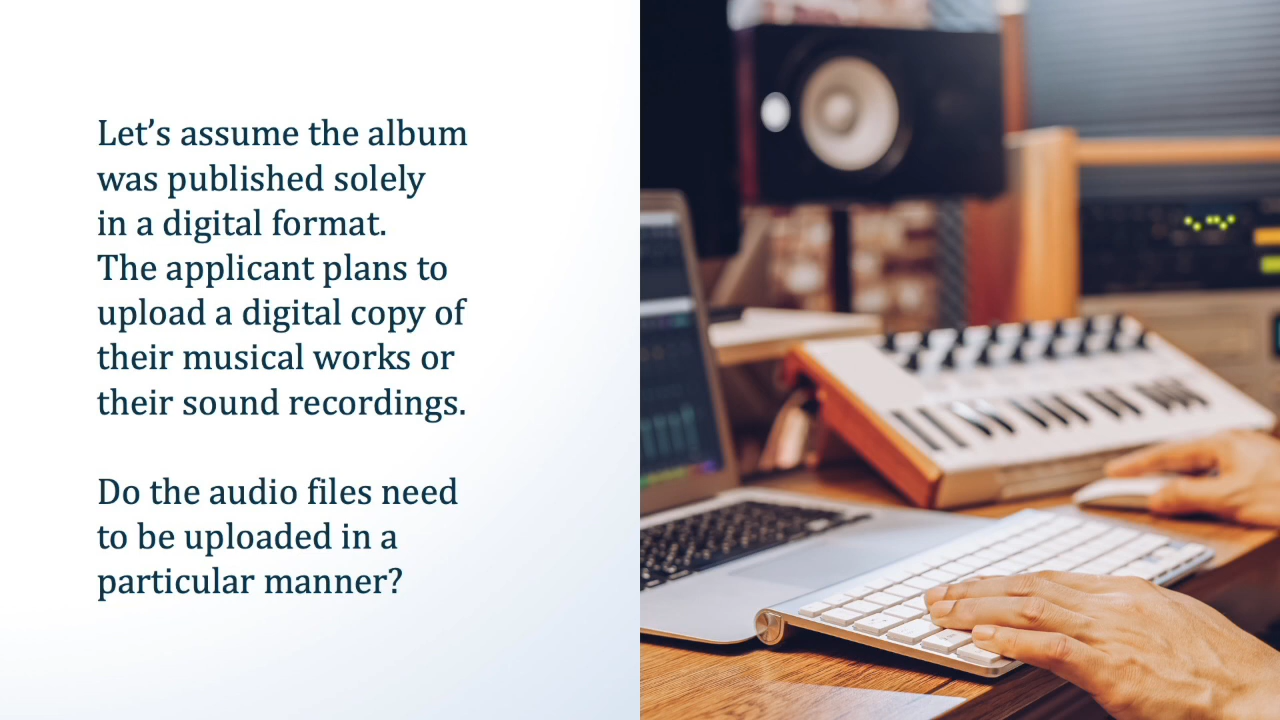 Let’s assume the album
was published solely
in a digital format.
The applicant plans to
upload a digital copy of
their musical works or
their sound recordings.
Do the audio files need
to be uploaded in a
particular manner?